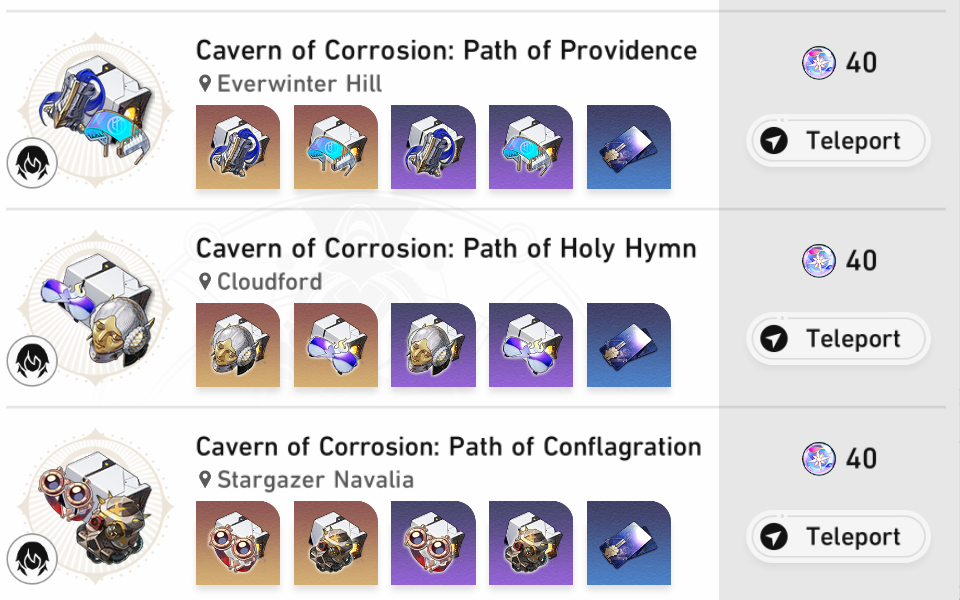 Cavern of Corrosion: Path of Providence
Everwinter Hill
40
Teleport
Cavern of Corrosion: Path of Holy Hymn
Cloudford
40
Teleport
Cavern of Corrosion: Path of Conflagration
Stargazer Navalia
40
Teleport